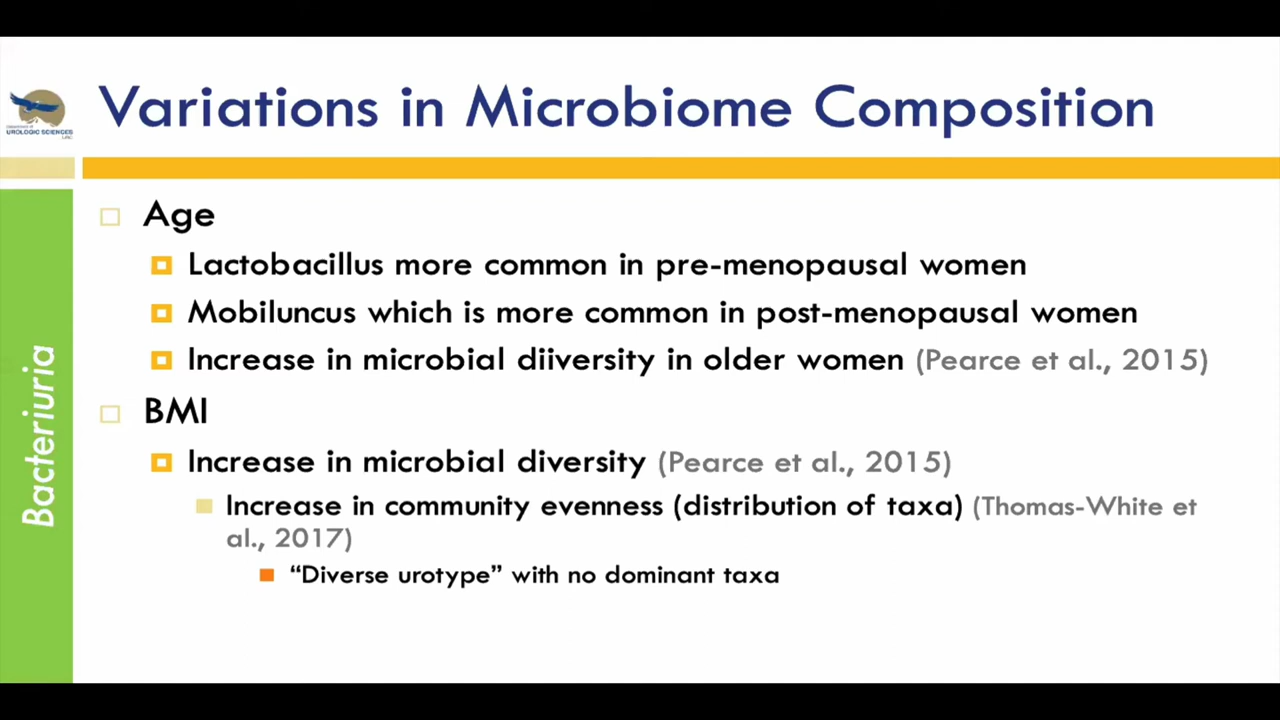 Variations in Microbiome Composition
UROLOGIC SCIENCES
Age
Lactobacillus more common in pre-menopausal women
Mobiluncus which is more common in post-menopausal women
Increase in microbial diiversity in older women (Pearce et al., 2015)
BMI
Increase in microbial diversity (Pearce et al., 2015)
Increase in community evenness (distribution of taxa) (Thomas-White et
al., 2017)
“Diverse urotype” with no dominant taxa
Bacteriuria